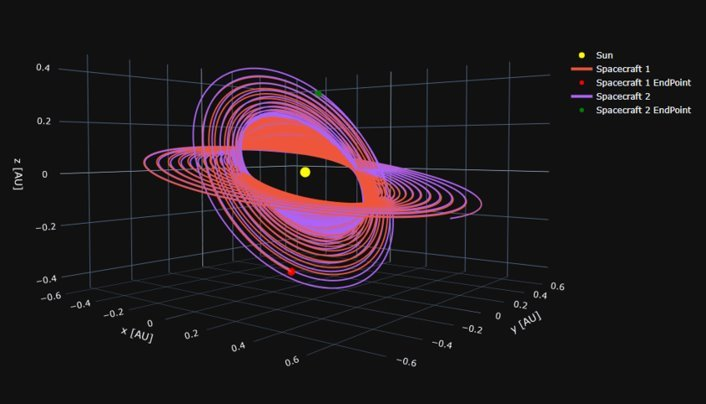 Sun
Spacecraft 1
Spacecraft 1 EndPoint
Spacecraft 2
Spacecraft 2 EndPoint
0.4
0.2
0
−0.2
−0.4
z [AU]
−0.6
−0.4
−0.2
0
0.2
0.4
0.6
x [AU]
0.6
0.4
0.2
0
−0.2
−0.4
−0.6
y [AU]